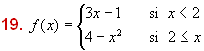 19. f(x) = { 3x − 1 si x < 2
4 − x² si 2 ≤ x